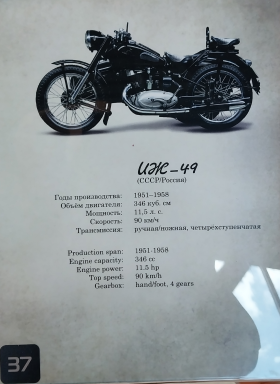 ИЖ-49
(СССР/Россия)
Годы производства: 1951–1958
Объём двигателя: 346 куб. см
Мощность: 11,5 л. с.
Скорость: 90 км/ч
Трансмиссия: ручная/ножная, четырёхступенчатая
Production span: 1951-1958
Engine capacity: 346 cc
Engine power: 11.5 hp
Top speed: 90 km/h
Gearbox: hand/foot, 4 gears
37